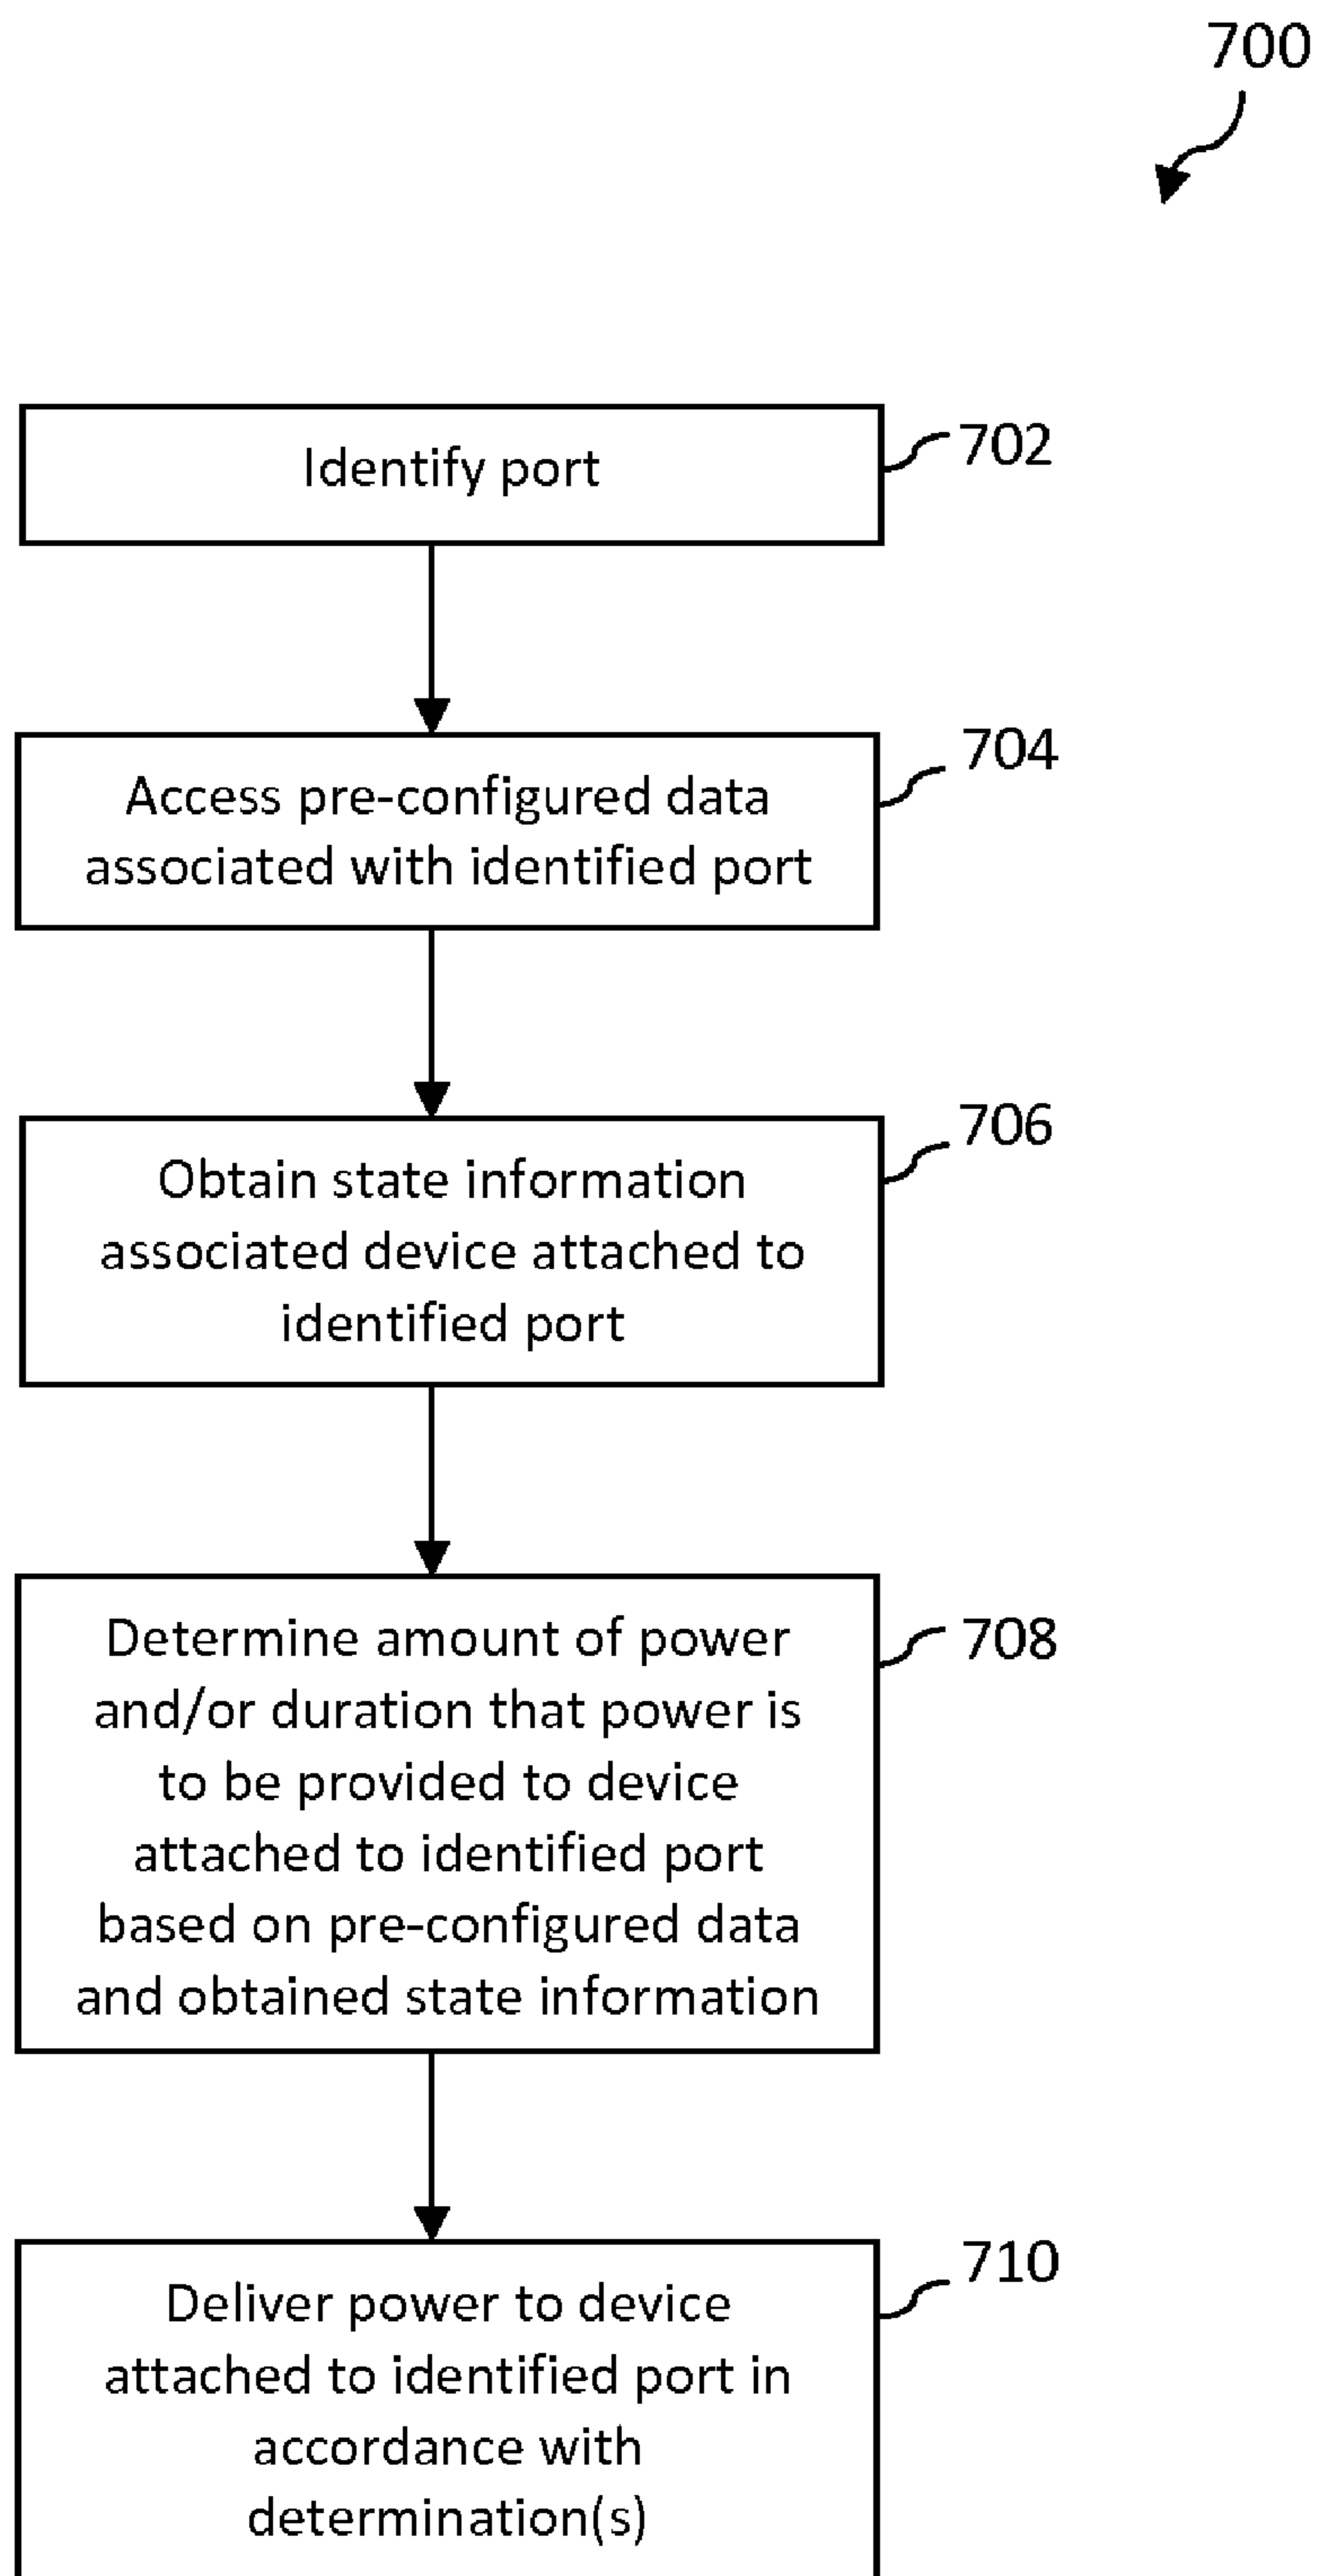 700
Identify port
702
Access pre-configured data
associated with identified port
704
Obtain state information
associated device attached to
identified port
706
Determine amount of power
and/or duration that power is
to be provided to device
attached to identified port
based on pre-configured data
and obtained state information
708
Deliver power to device
attached to identified port in
accordance with
determination(s)
710